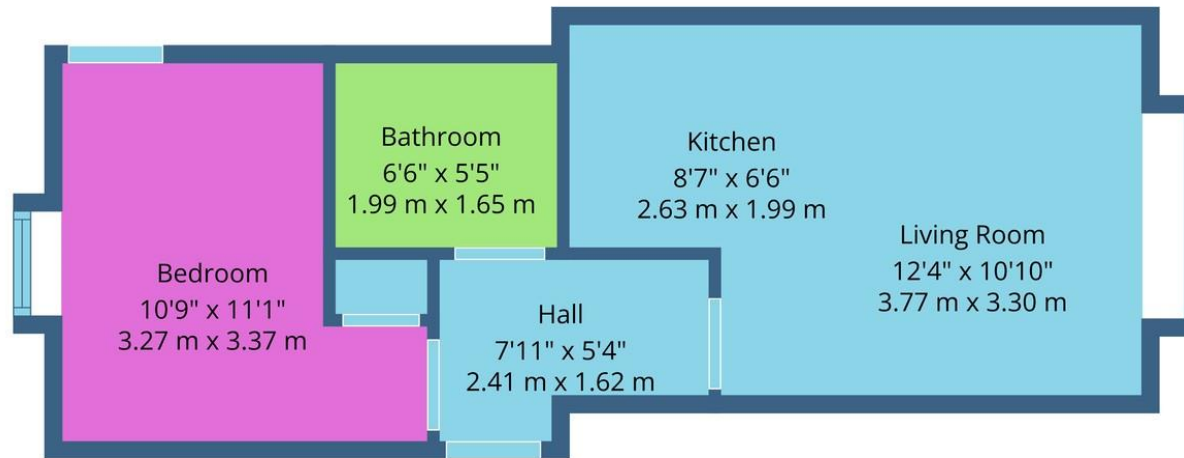 Bathroom
6'6" x 5'5"
1.99 m x 1.65 m
Kitchen
8'7" x 6'6"
2.63 m x 1.99 m
Living Room
12'4" x 10'10"
3.77 m x 3.30 m
Bedroom
10'9" x 11'1"
3.27 m x 3.37 m
Hall
7'11" x 5'4"
2.41 m x 1.62 m